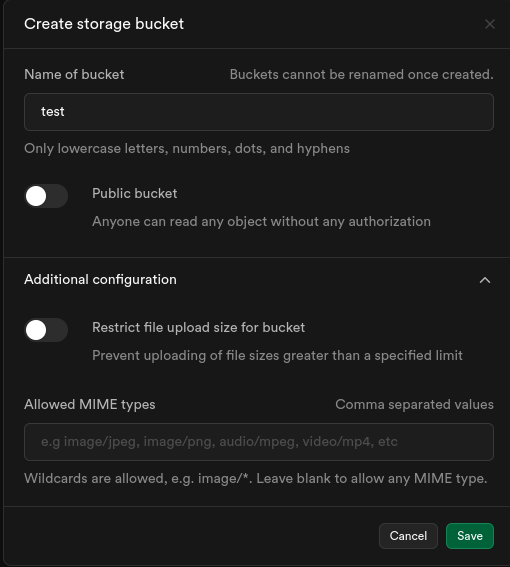 Create storage bucket
Name of bucket
Buckets cannot be renamed once created.
test
Only lowercase letters, numbers, dots, and hyphens
Public bucket
Anyone can read any object without any authorization
Additional configuration
Restrict file upload size for bucket
Prevent uploading of file sizes greater than a specified limit
Allowed MIME types
Comma separated values
e.g image/jpeg, image/png, audio/mpeg, video/mp4, etc
Wildcards are allowed, e.g. image/*. Leave blank to allow any MIME type.
Cancel
Save